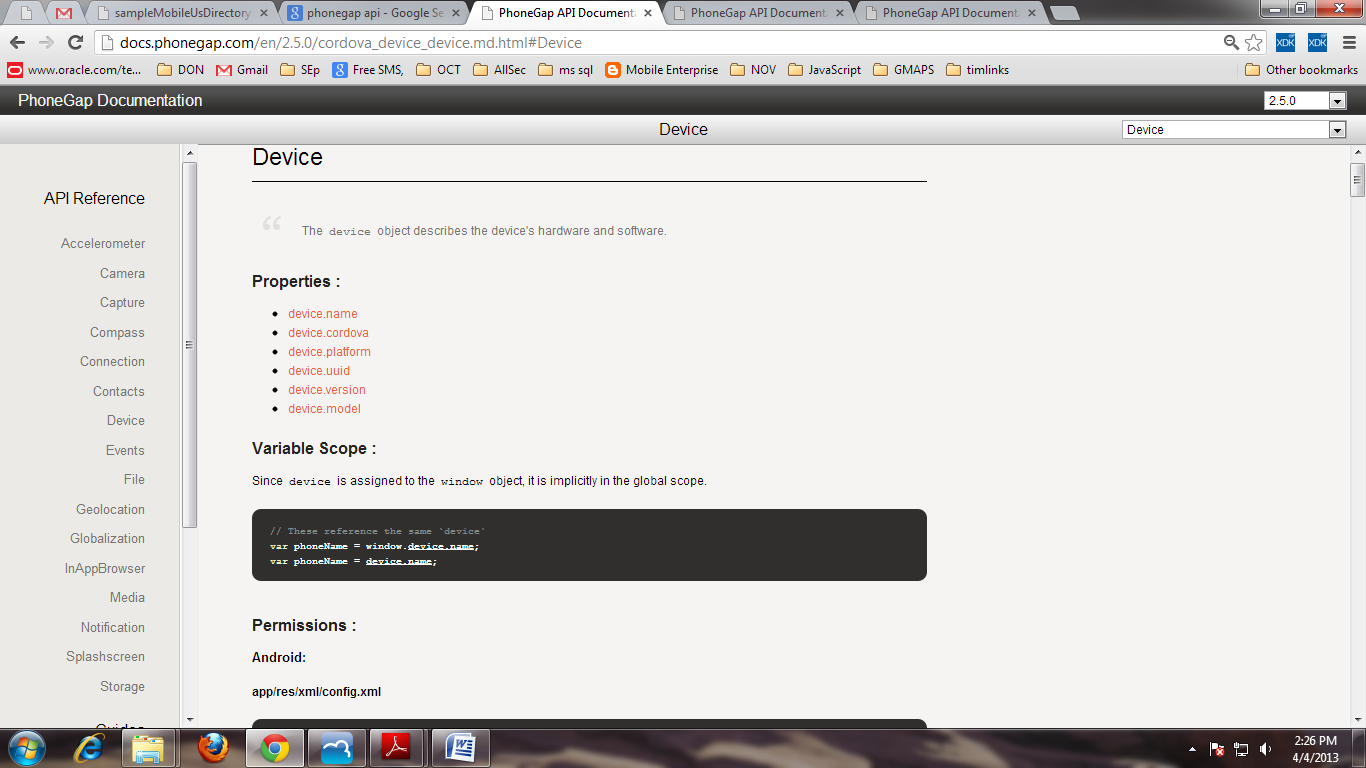 sampleMobileUsDirectory
phonegap api - Google Se
PhoneGap API Document
PhoneGap API Document
PhoneGap API Document
docs.phonegap.com/en/2.5.0/cordova_device_device.md.html#Device
XDK
XDK
www.oracle.com/te...
DON
Gmail
SEp
Free SMS,
OCT
AllSec
ms sql
Mobile Enterprise
NOV
JavaScript
GMAPS
timlinks
Other bookmarks
PhoneGap Documentation
2.5.0
Device
Device
API Reference
Accelerometer
Camera
Capture
Compass
Connection
Contacts
Device
Events
File
Geolocation
Globalization
InAppBrowser
Media
Notification
Splashscreen
Storage
Guides
Device
“ The device object describes the device's hardware and software.
Properties :
• device.name
• device.cordova
• device.platform
• device.uuid
• device.version
• device.model
Variable Scope :
Since device is assigned to the window object, it is implicitly in the global scope.
// These reference the same `device'
var phoneName = window.device.name;
var phoneName = device.name;
Permissions :
Android:
app/res/xml/config.xml
2:26 PM
4/4/2013